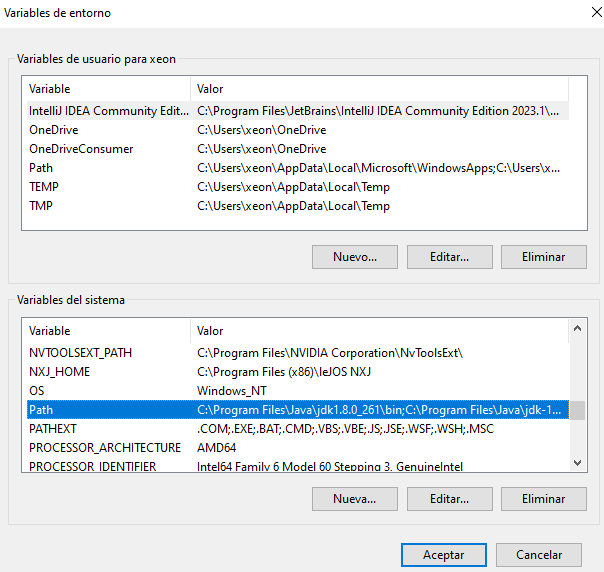 Variables de entorno
Variables de usuario para xeon
Variable Valor
IntelliJ IDEA Community Edit... C:\Program Files\JetBrains\IntelliJ IDEA Community Edition 2023.1\...
OneDrive C:\Users\xeon\OneDrive
OneDriveConsumer C:\Users\xeon\OneDrive
Path C:\Users\xeon\AppData\Local\Microsoft\WindowsApps;C:\Users\x...
TEMP C:\Users\xeon\AppData\Local\Temp
TMP C:\Users\xeon\AppData\Local\Temp
Nuevo... Editar... Eliminar
Variables del sistema
Variable Valor
NVTOOLSEXT_PATH C:\Program Files\NVIDIA Corporation\NvToolsExt\
NXJ_HOME C:\Program Files (x86)\leJOS NXJ
OS Windows_NT
Path C:\Program Files\Java\jdk1.8.0_261\bin;C:\Program Files\Java\jdk-1...
PATHEXT .COM;.EXE;.BAT;.CMD;.VBS;.VBE;.JS;.JSE;.WSF;.WSH;.MSC
PROCESSOR_ARCHITECTURE AMD64
PROCESSOR_IDENTIFIER Intel64 Family 6 Model 60 Stepping 3, GenuineIntel
Nueva... Editar... Eliminar
Aceptar Cancelar